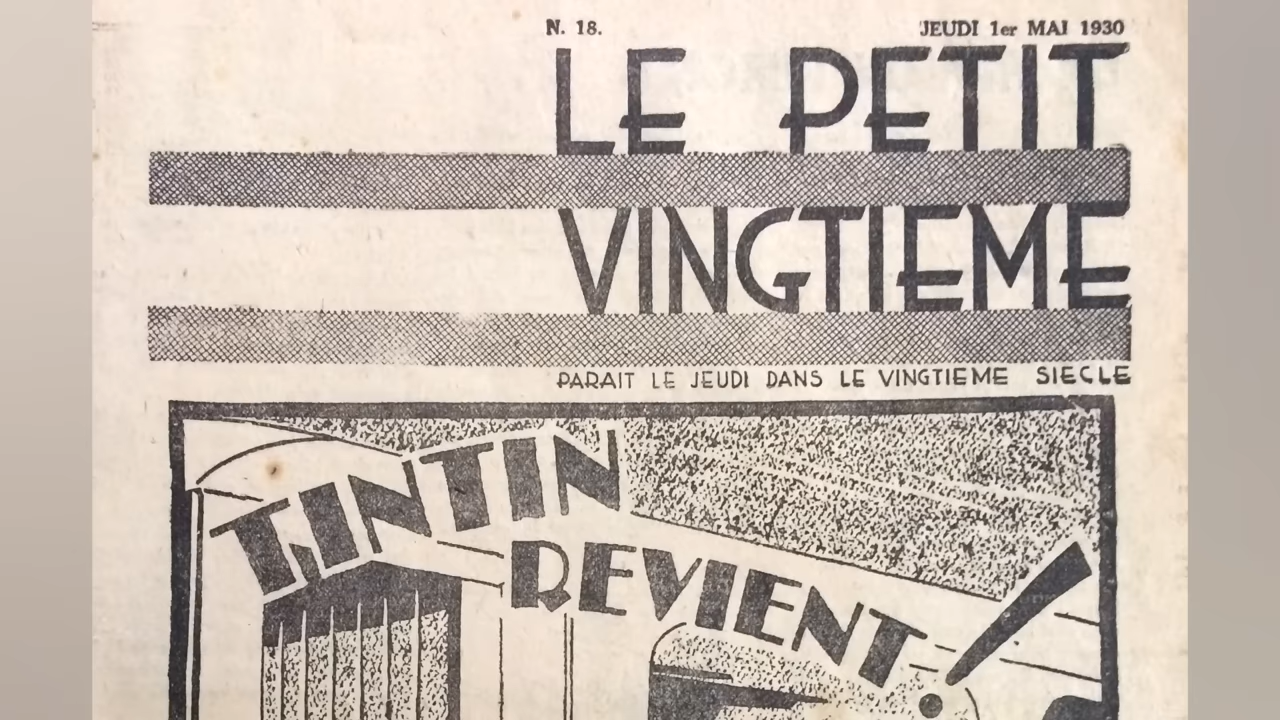 N. 18. JEUDI 1er MAI 1930
LE PETIT
VINGTIEME
PARAIT LE JEUDI DANS LE VINGTIEME SIECLE
TINTIN
REVIENT!